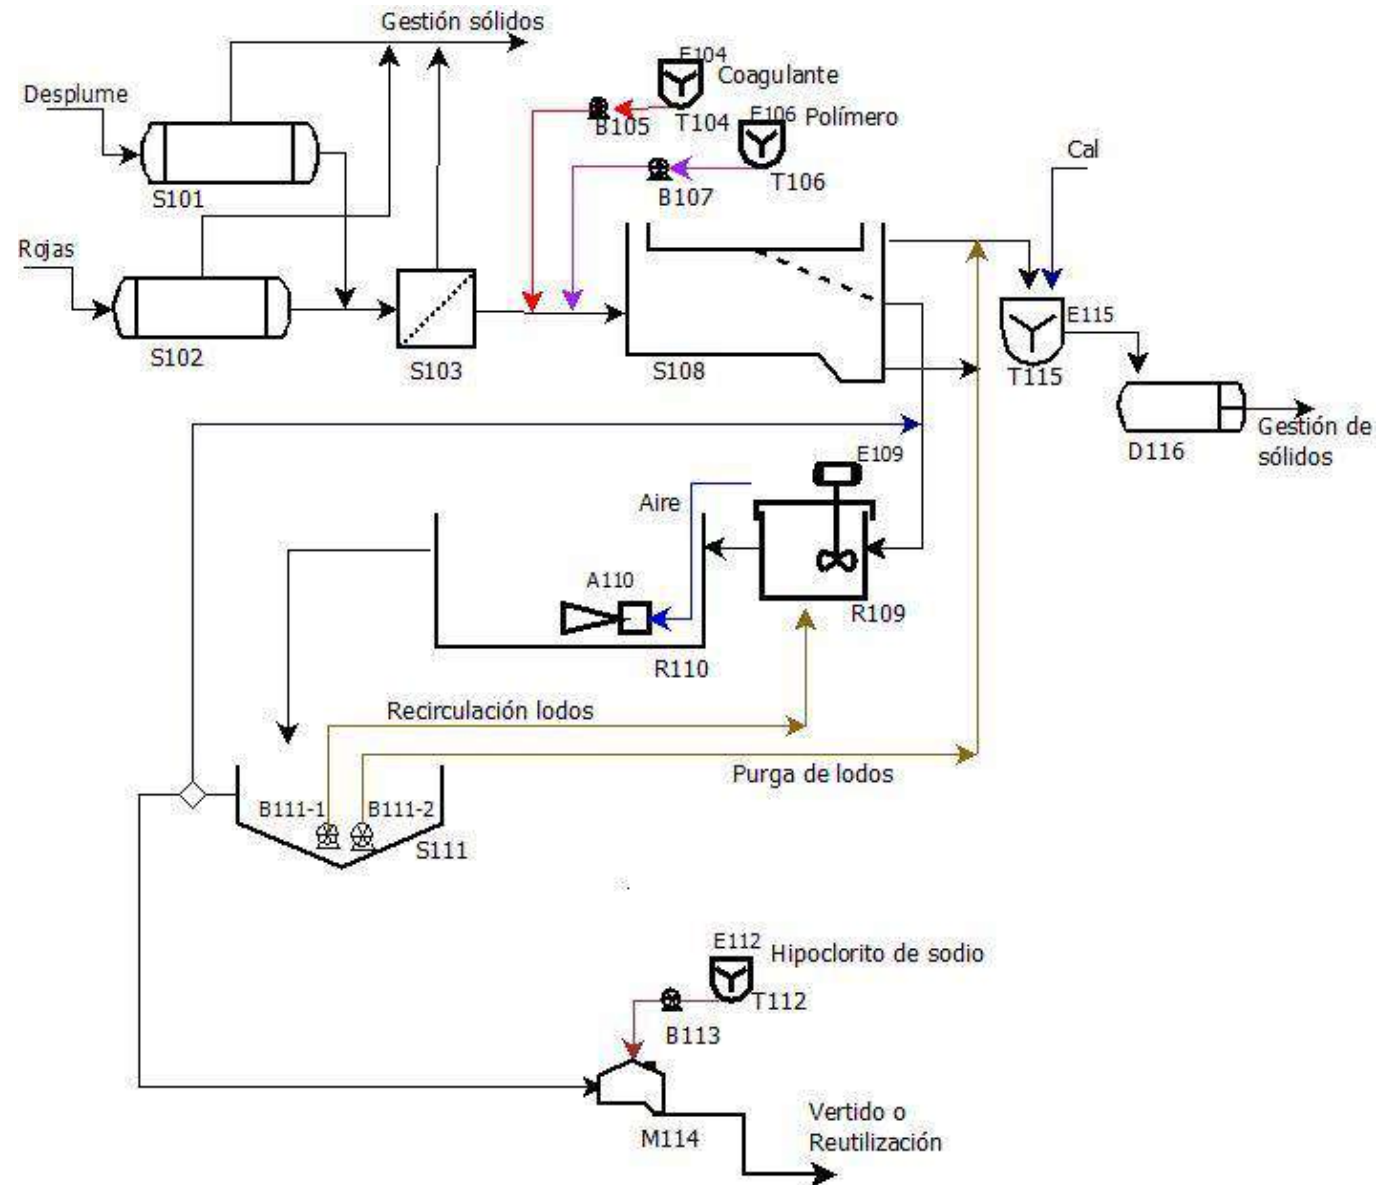 Gestión sólidos
E104
Coagulante
Desplume
B105
T104
E106
Polímero
Cal
S101
B107
T106
Rojas
E115
S102
S103
S108
T115
Gestión de
sólidos
D116
E109
Aire
A110
R109
R110
Recirculación lodos
Purga de lodos
B111-1
B111-2
S111
E112
Hipoclorito de sodio
T112
B113
Vertido o
Reutilización
M114